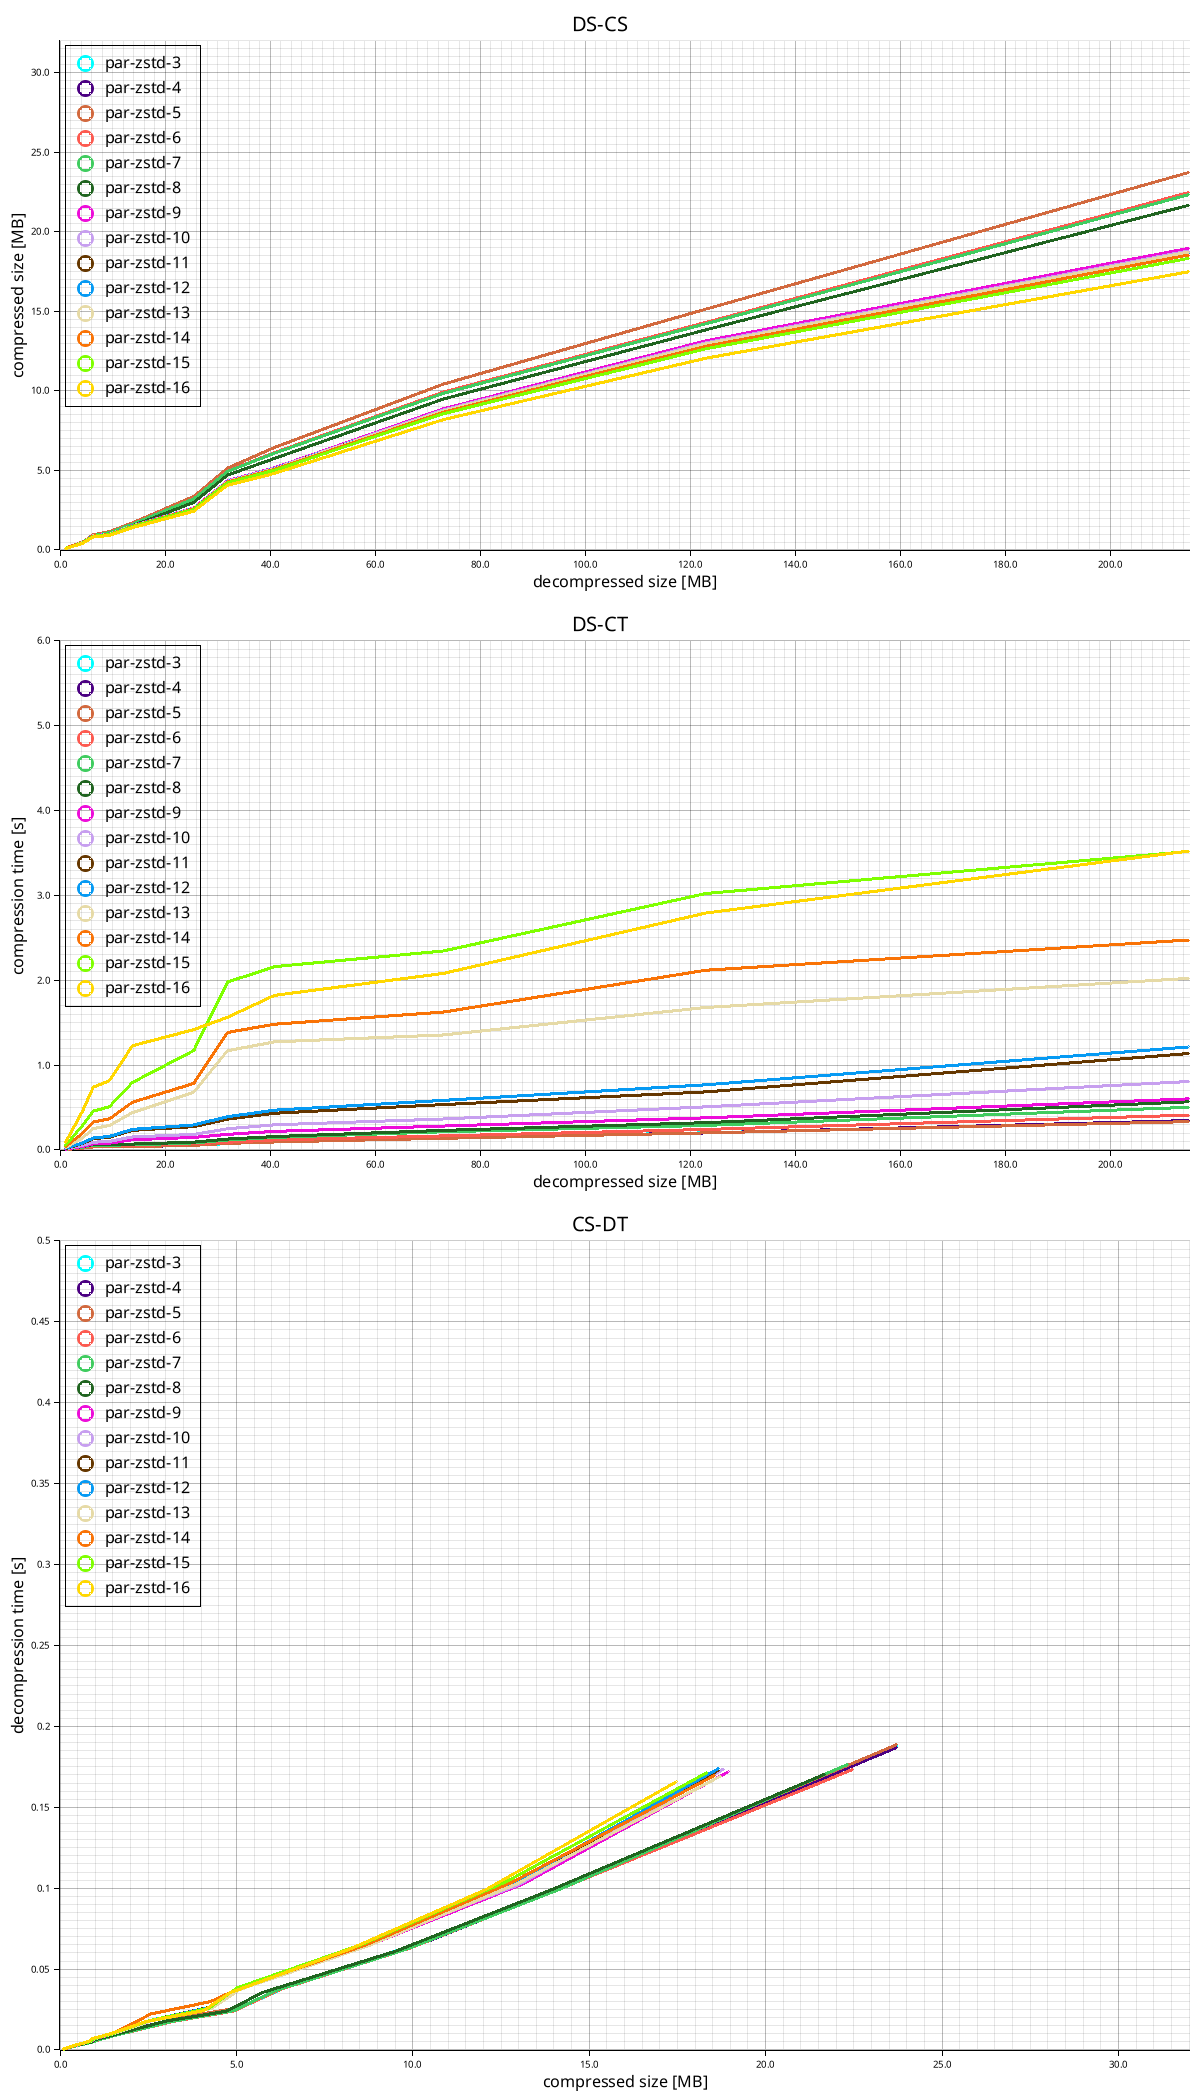 DS-CS
30.0
25.0
20.0
15.0
10.0
5.0
0.0
compressed size [MB]
par-zstd-3
par-zstd-4
par-zstd-5
par-zstd-6
par-zstd-7
par-zstd-8
par-zstd-9
par-zstd-10
par-zstd-11
par-zstd-12
par-zstd-13
par-zstd-14
par-zstd-15
par-zstd-16
0.0 20.0 40.0 60.0 80.0 100.0 120.0 140.0 160.0 180.0 200.0
decompressed size [MB]
DS-CT
6.0
5.0
4.0
3.0
2.0
1.0
0.0
compression time [s]
par-zstd-3
par-zstd-4
par-zstd-5
par-zstd-6
par-zstd-7
par-zstd-8
par-zstd-9
par-zstd-10
par-zstd-11
par-zstd-12
par-zstd-13
par-zstd-14
par-zstd-15
par-zstd-16
0.0 20.0 40.0 60.0 80.0 100.0 120.0 140.0 160.0 180.0 200.0
decompressed size [MB]
CS-DT
0.5
0.45
0.4
0.35
0.3
0.25
0.2
0.15
0.1
0.05
0.0
decompression time [s]
par-zstd-3
par-zstd-4
par-zstd-5
par-zstd-6
par-zstd-7
par-zstd-8
par-zstd-9
par-zstd-10
par-zstd-11
par-zstd-12
par-zstd-13
par-zstd-14
par-zstd-15
par-zstd-16
0.0 5.0 10.0 15.0 20.0 25.0 30.0
compressed size [MB]